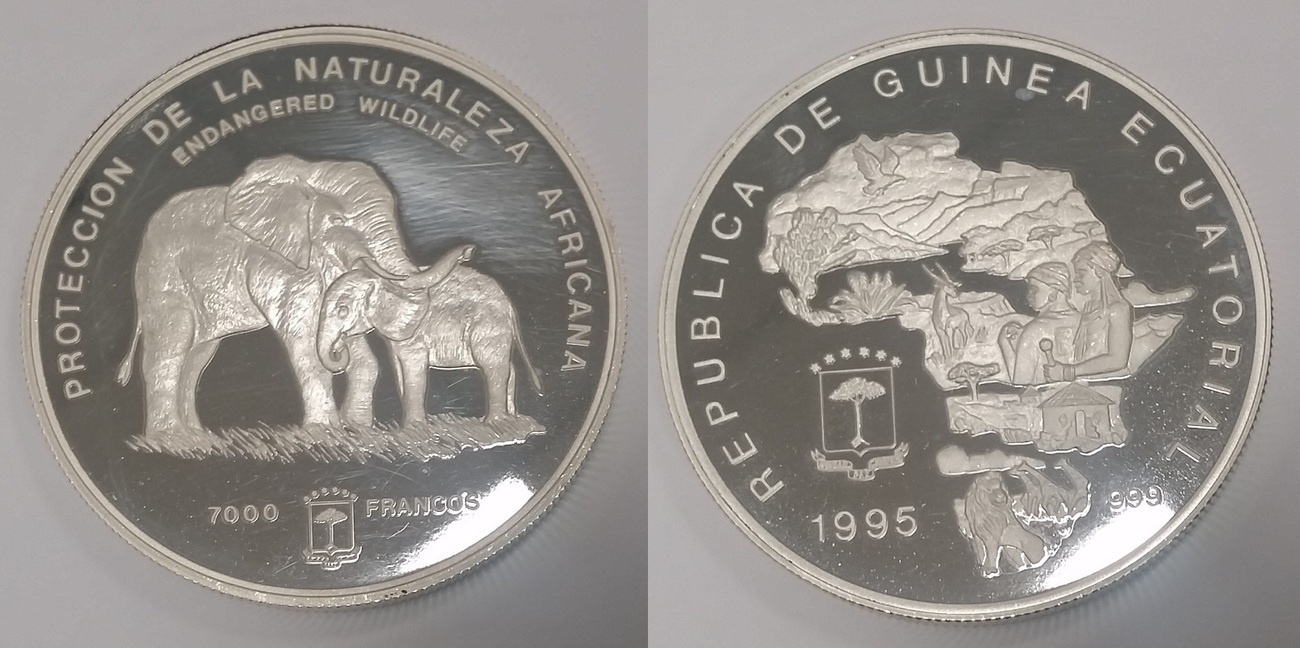 PROTECCION DE LA NATURALEZA AFRICANA
ENDANGERED WILDLIFE
7000 FRANCOS
REPUBLICA DE GUINEA ECUATORIAL
1995
999